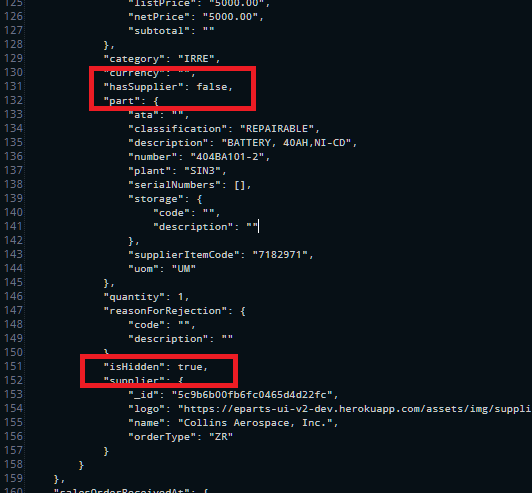 125 "listPrice": "5000.00",
126 "netPrice": "5000.00",
127 "subtotal": ""
128 },
129 "category": "IRRE",
130 "currency": "",
131 "hasSupplier": false,
132 "part": {
133 "ata": "",
134 "classification": "REPAIRABLE",
135 "description": "BATTERY, 40AH,NI-CD",
136 "number": "404BA101-2",
137 "plant": "SIN3",
138 "serialNumbers": [],
139 "storage": {
140 "code": "",
141 "description": ""
142 },
143 "supplierItemCode": "7182971",
144 "uom": "UM"
145 },
146 "quantity": 1,
147 "reasonForRejection": {
148 "code": "",
149 "description": ""
150 }
151 "isHidden": true,
152 "supplier": {
153 "_id": "5c9b6b00fb6fc0465d4d22fc",
154 "logo": "https://eparts-ui-v2-dev.herokuapp.com/assets/img/suppli
155 "name": "Collins Aerospace, Inc.",
156 "orderType": "ZR"
157 }
158 }
159 },
160 "salesOrderReceivedAt": {